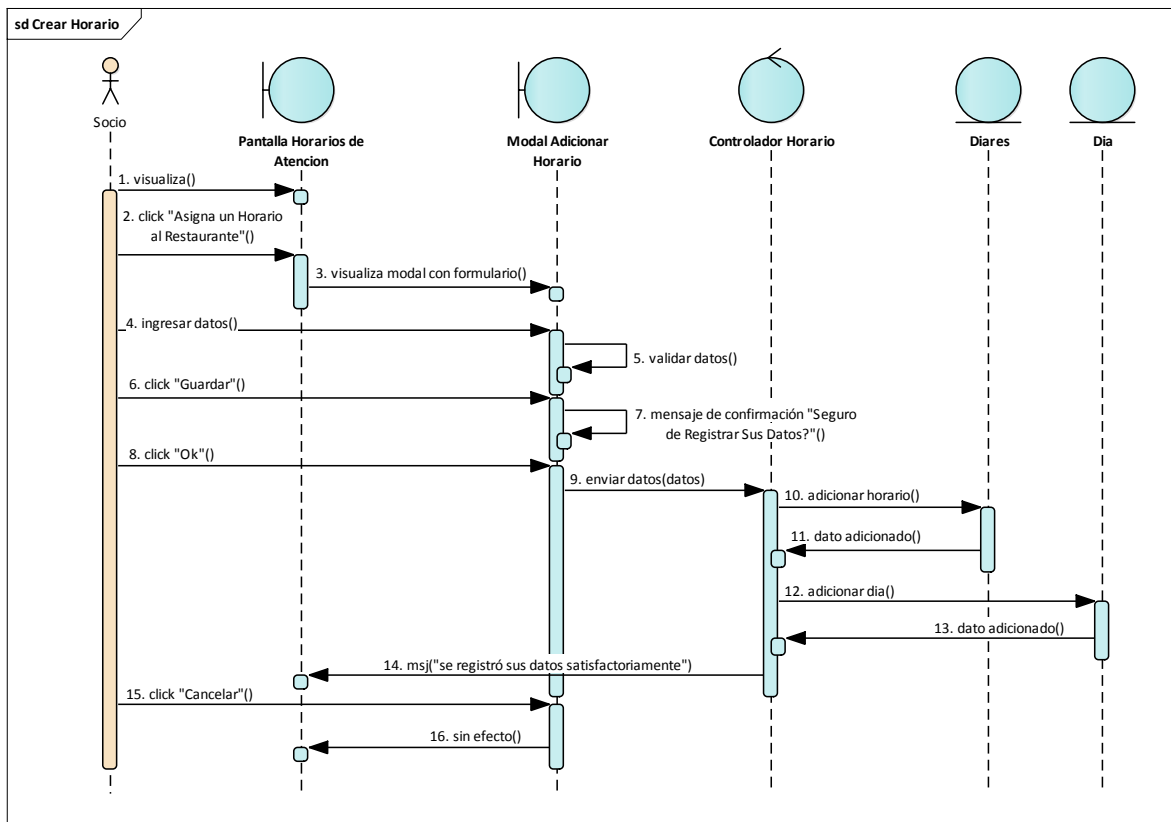 sd Crear Horario
Socio
Pantalla Horarios de
Atencion
Modal Adicionar
Horario
Controlador Horario
Diares
Dia
1. visualiza()
2. click "Asigna un Horario
al Restaurante"()
3. visualiza modal con formulario()
4. ingresar datos()
5. validar datos()
6. click "Guardar"()
7. mensaje de confirmación "Seguro
de Registrar Sus Datos?"()
8. click "Ok"()
9. enviar datos(datos)
10. adicionar horario()
11. dato adicionado()
12. adicionar dia()
13. dato adicionado()
14. msj("se registró sus datos satisfactoriamente")
15. click "Cancelar"()
16. sin efecto()